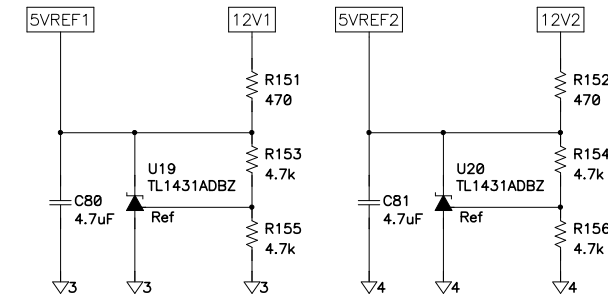 5VREF1
12V1
R151
470
R153
4.7k
U19
TL1431ADBZ
C80
4.7uF
Ref
R155
4.7k
3
3
3
5VREF2
12V2
R152
470
R154
4.7k
U20
TL1431ADBZ
C81
4.7uF
Ref
R156
4.7k
4
4
4